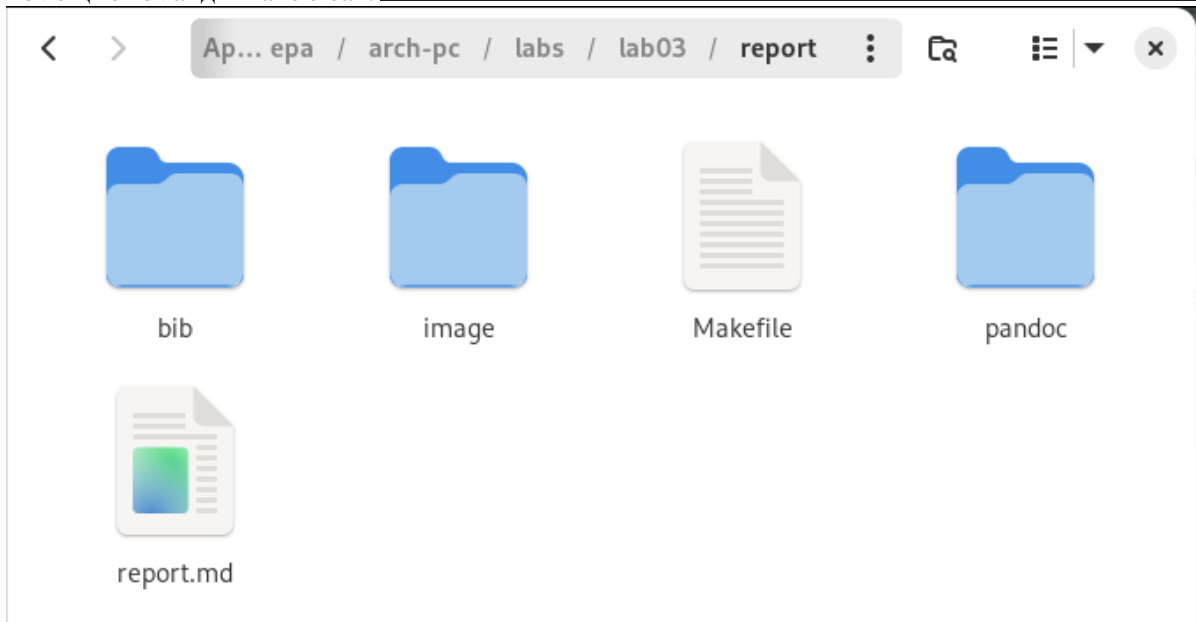 Ap... epa / arch-pc / labs / lab03 / report
bib image Makefile pandoc
report.md